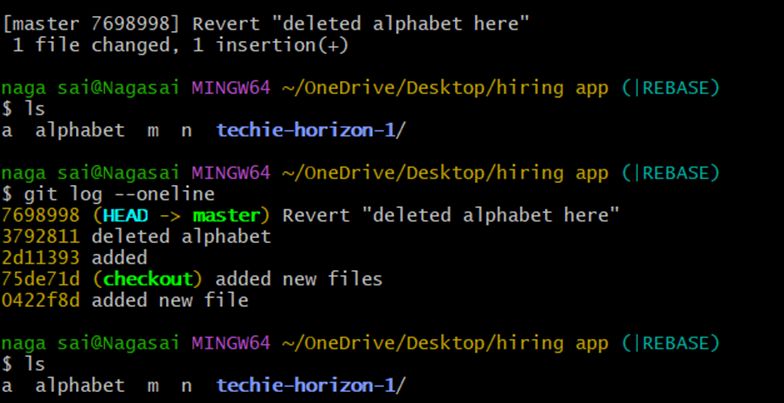 [master 7698998] Revert "deleted alphabet here"
 1 file changed, 1 insertion(+)
naga sai@Nagasai MINGW64 ~/OneDrive/Desktop/hiring app (|REBASE)
$ ls
a  alphabet  m  n  techie-horizon-1/
naga sai@Nagasai MINGW64 ~/OneDrive/Desktop/hiring app (|REBASE)
$ git log --oneline
7698998 (HEAD -> master) Revert "deleted alphabet here"
3792811 deleted alphabet
2d11393 added
75de71d (checkout) added new files
0422f8d added new file
naga sai@Nagasai MINGW64 ~/OneDrive/Desktop/hiring app (|REBASE)
$ ls
a  alphabet  m  n  techie-horizon-1/